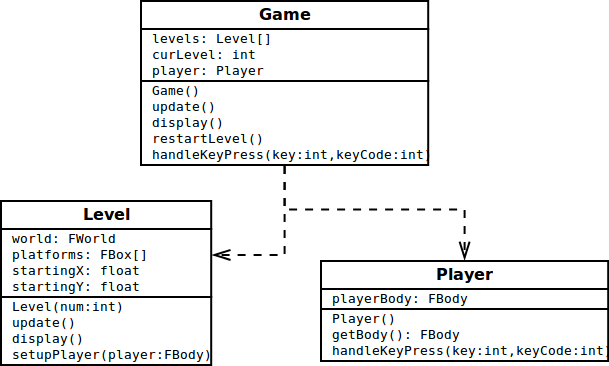 Game
levels: Level[]
curLevel: int
player: Player
Game()
update()
display()
restartLevel()
handleKeyPress(key:int,keyCode:int)
Level
world: FWorld
platforms: FBox[]
startingX: float
startingY: float
Level(num:int)
update()
display()
setupPlayer(player:FBody)
Player
playerBody: FBody
Player()
getBody(): FBody
handleKeyPress(key:int,keyCode:int)